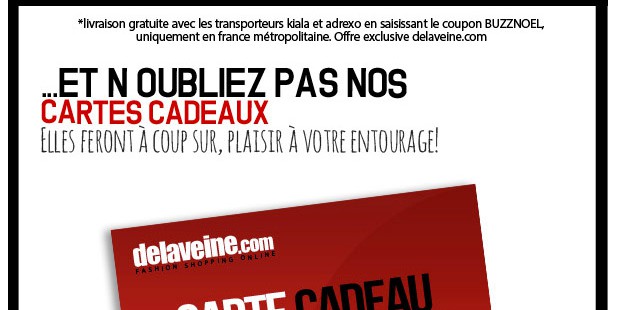 *livraison gratuite avec les transporteurs kiala et adrexo en saisissant le coupon BUZZNOEL,
uniquement en france métropolitaine. Offre exclusive delaveine.com
...ET N OUBLIEZ PAS NOS
CARTES CADEAUX
ELLES FERONT À COUP SUR, PLAISIR À VOTRE ENTOURAGE!
delaveine.com
FASHION SHOPPING ONLINE
CARTE CADEAU